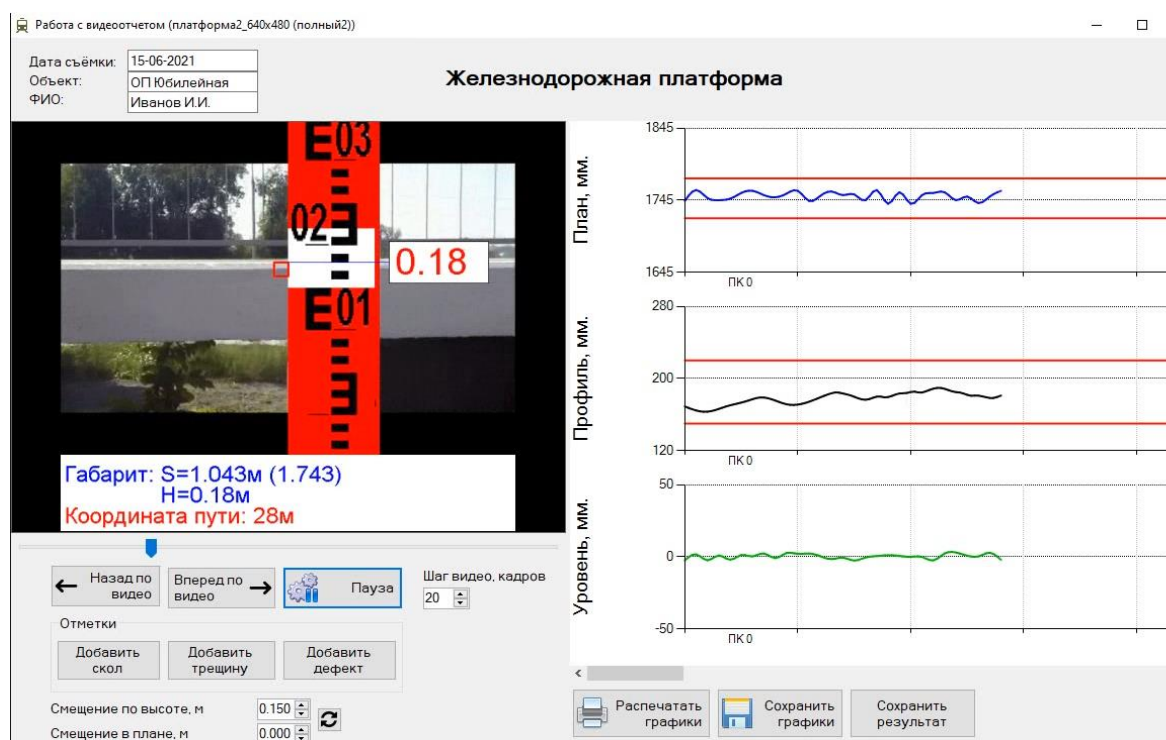 Работа с видеоотчетом (платформа2_640x480 (полный2))
Дата съёмки: 15-06-2021
Объект: ОП Юбилейная
ФИО: Иванов И.И.
Железнодорожная платформа
E03
02
0.18
E01
Габарит: S=1.043м (1.743)
H=0.18м
Координата пути: 28м
Назад по видео
Вперед по видео
Пауза
Шаг видео, кадров
20
Отметки
Добавить скол
Добавить трещину
Добавить дефект
Смещение по высоте, м 0.150
Смещение в плане, м 0.000
План, мм.
1845
1745
1645
ПК 0
Профиль, мм.
280
200
120
ПК 0
Уровень, мм.
50
0
-50
ПК 0
Распечатать графики
Сохранить графики
Сохранить результат